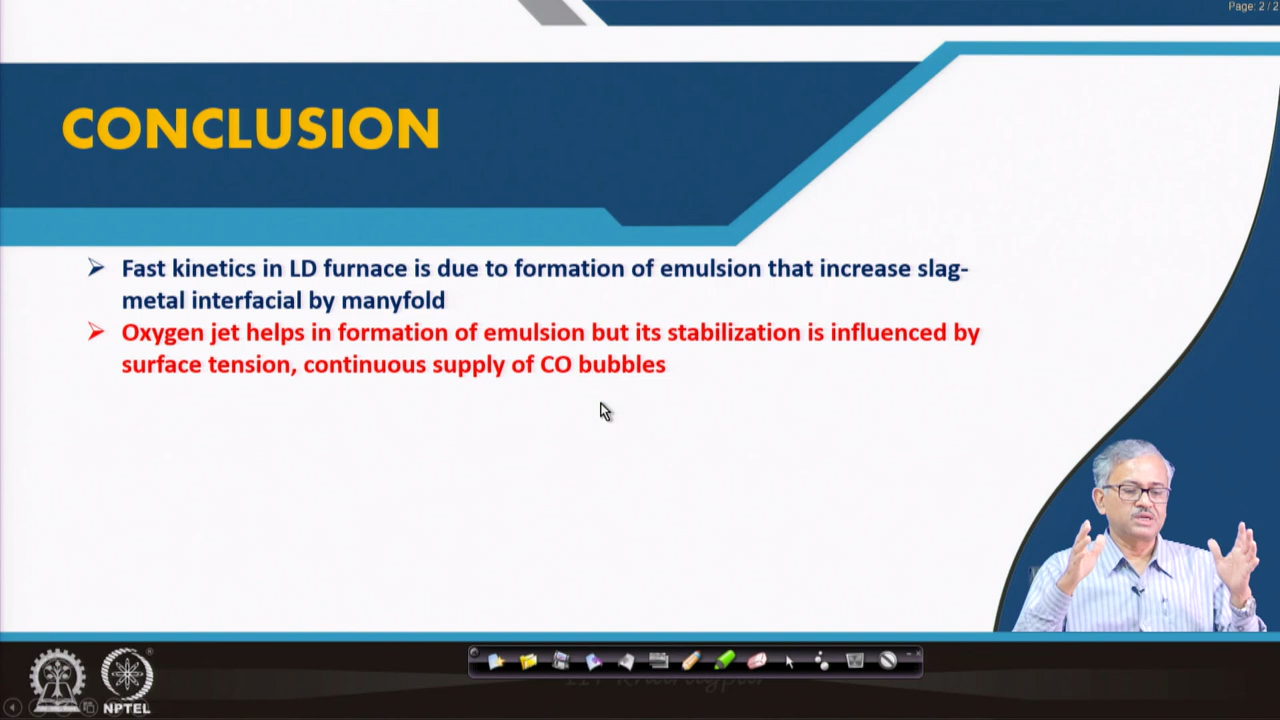 Page: 2 / 2
CONCLUSION
➢ Fast kinetics in LD furnace is due to formation of emulsion that increase slag-
metal interfacial by manyfold
➢ Oxygen jet helps in formation of emulsion but its stabilization is influenced by
surface tension, continuous supply of CO bubbles
NPTEL